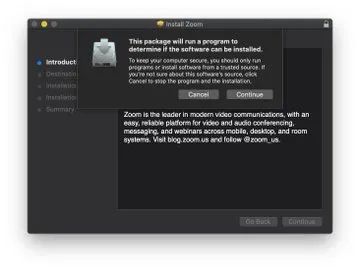 Install Zoom
This package will run a program to
determine if the software can be installed.
To keep your computer secure, you should only run
programs or install software from a trusted source. If
you're not sure about this software's source, click
Cancel to stop the program and the installation.
Cancel
Continue
Introduc
Destination
Installation
Installation
Summary
Zoom is the leader in modern video communications, with an
easy, reliable platform for video and audio conferencing,
messaging, and webinars across mobile, desktop, and room
systems. Visit blog.zoom.us and follow @zoom_us.
Go Back
Continue